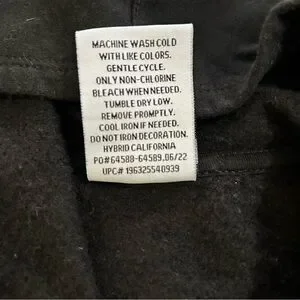 MACHINE WASH COLD
WITH LIKE COLORS.
GENTLE CYCLE.
ONLY NON-CHLORINE
BLEACH WHEN NEEDED.
TUMBLE DRY LOW.
REMOVE PROMPTLY.
COOL IRON IF NEEDED.
DO NOT IRON DECORATION.
HYBRID CALIFORNIA
PO#64588-64589.06/22
UPC# 196325540939